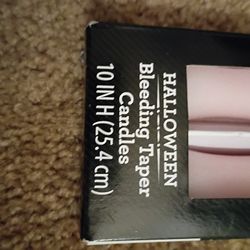 HALLOWEEN
Bleeding Taper
Candles
10 IN H (25.4 cm)